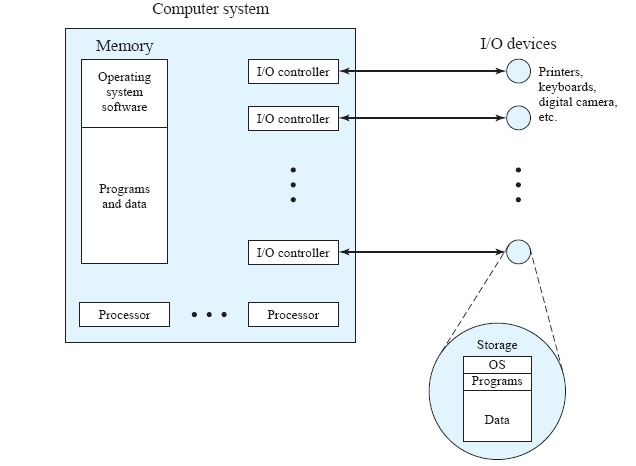 Computer system
Memory
Operating
system
software
Programs
and data
I/O controller
I/O controller
I/O controller
Processor
Processor
I/O devices
Printers,
keyboards,
digital camera,
etc.
Storage
OS
Programs
Data